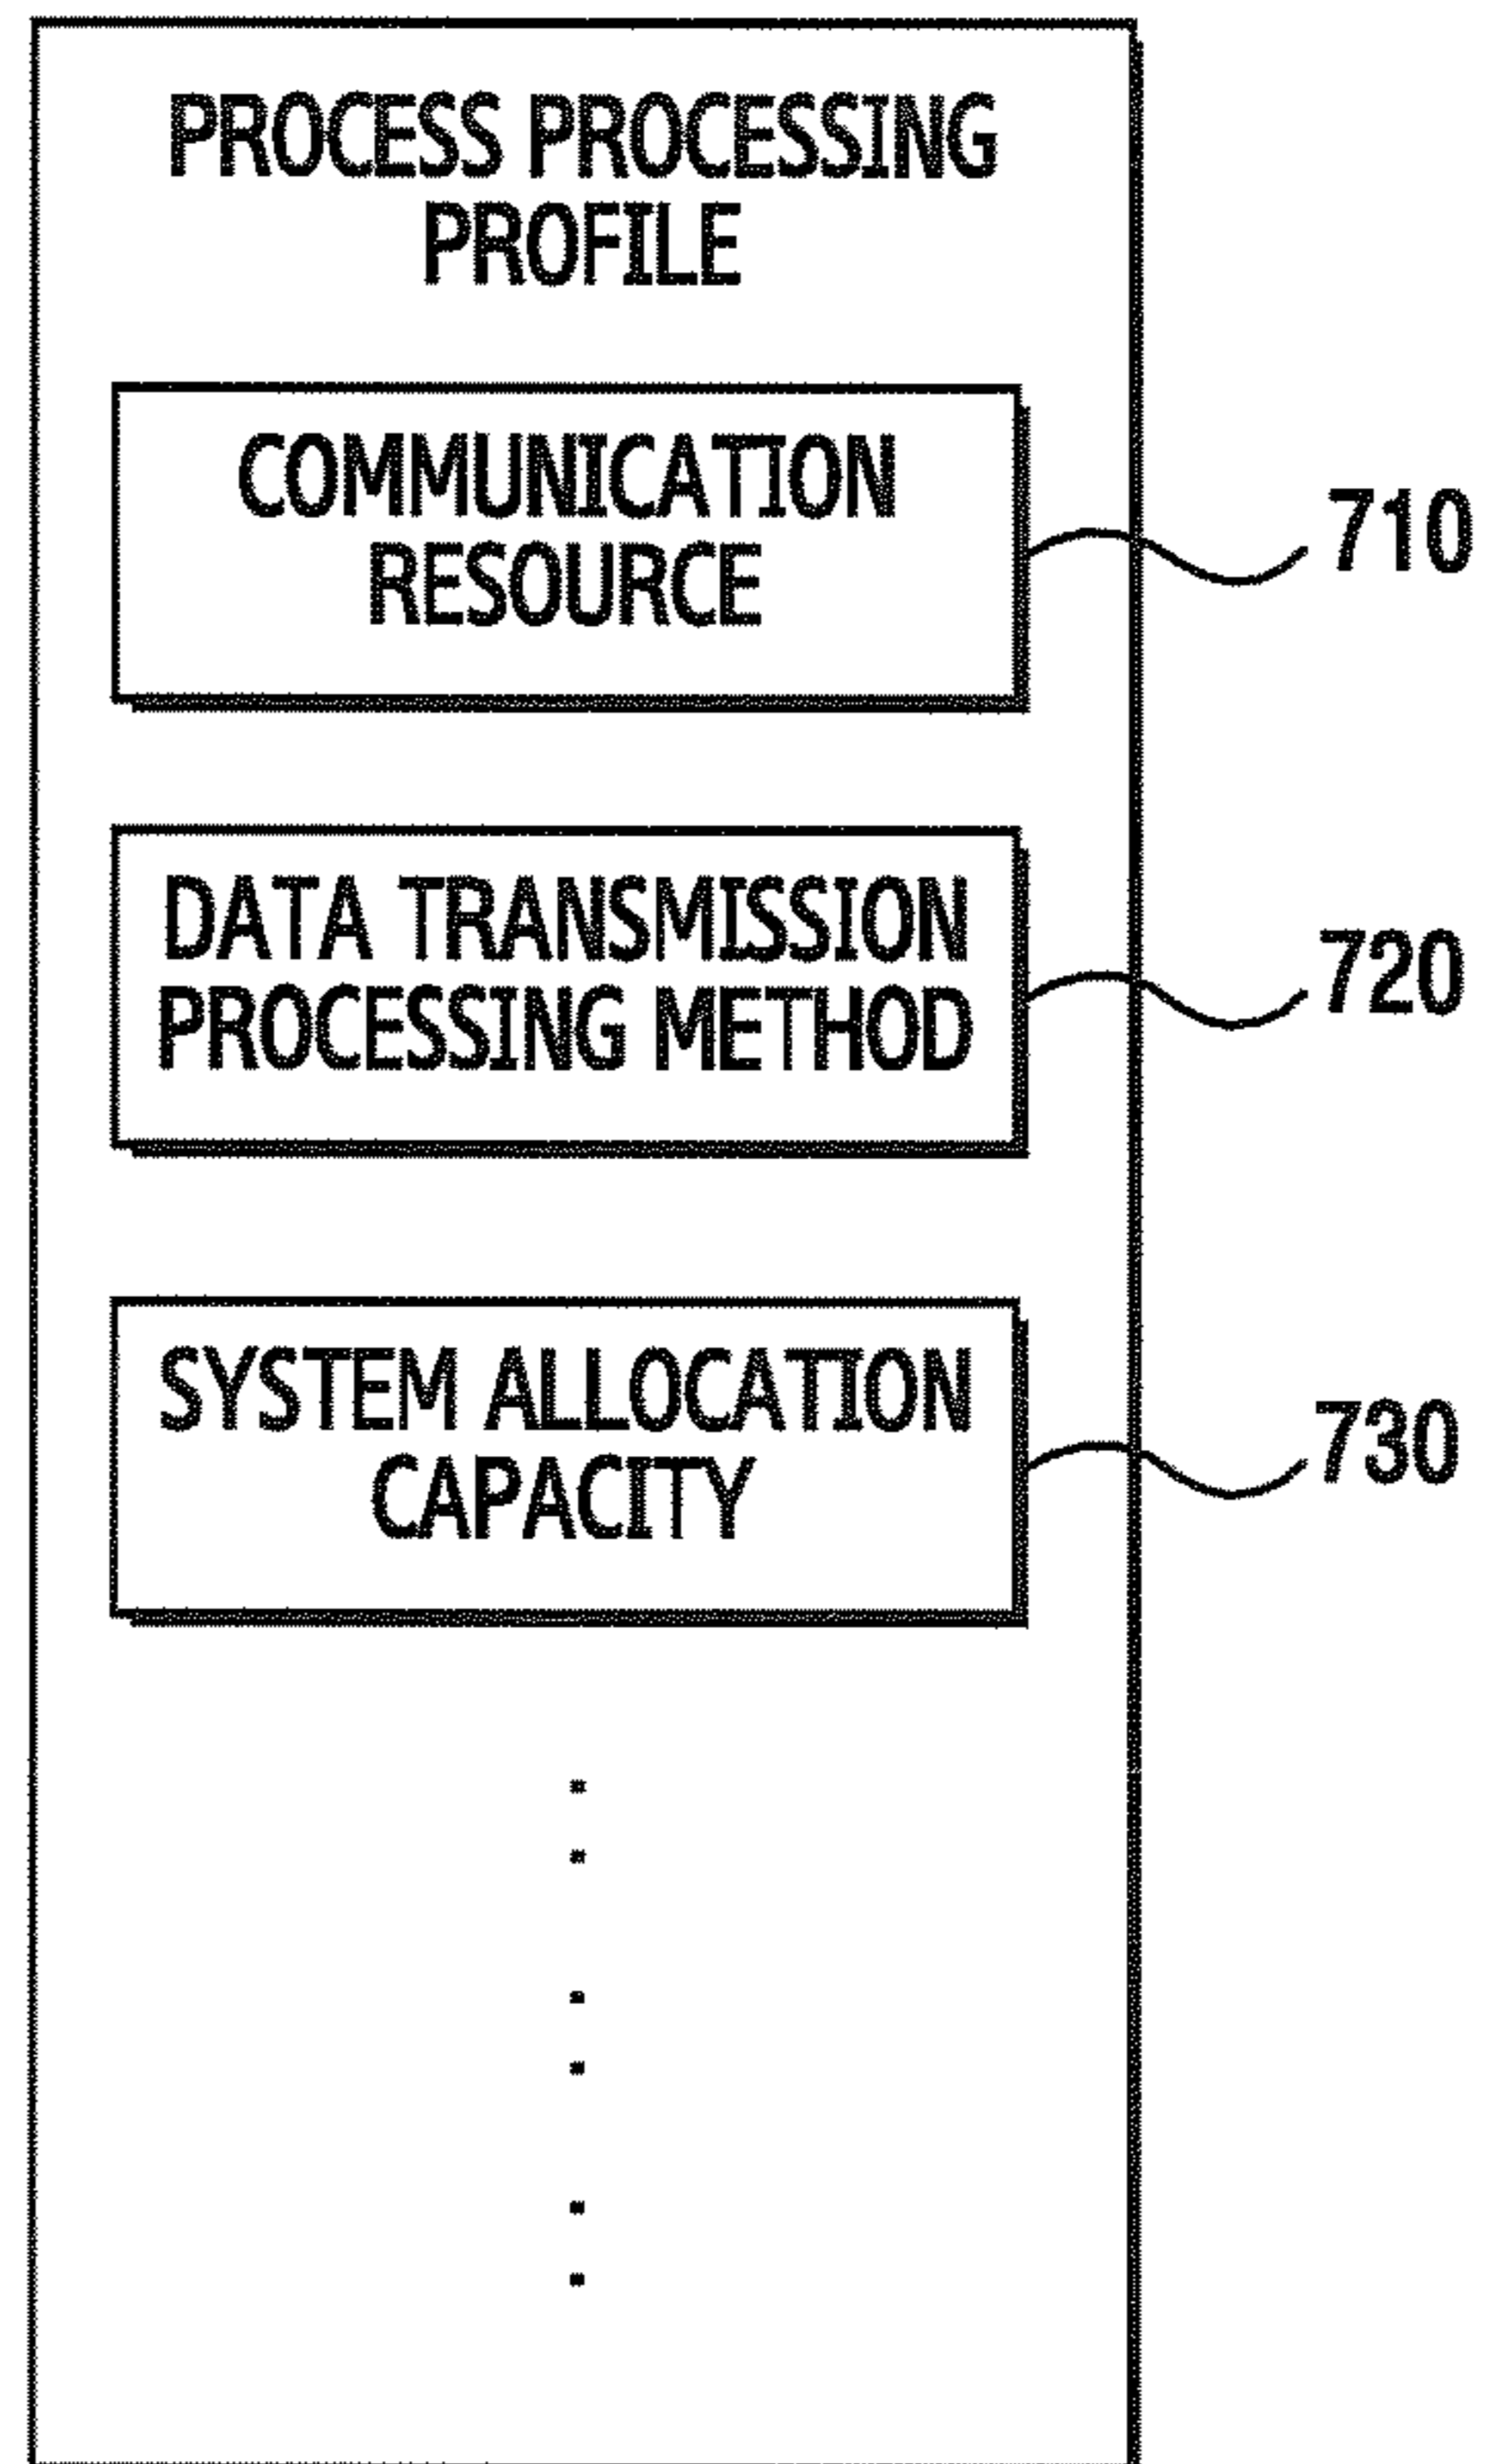 PROCESS PROCESSING
PROFILE
COMMUNICATION
RESOURCE
710
DATA TRANSMISSION
PROCESSING METHOD
720
SYSTEM ALLOCATION
CAPACITY
730